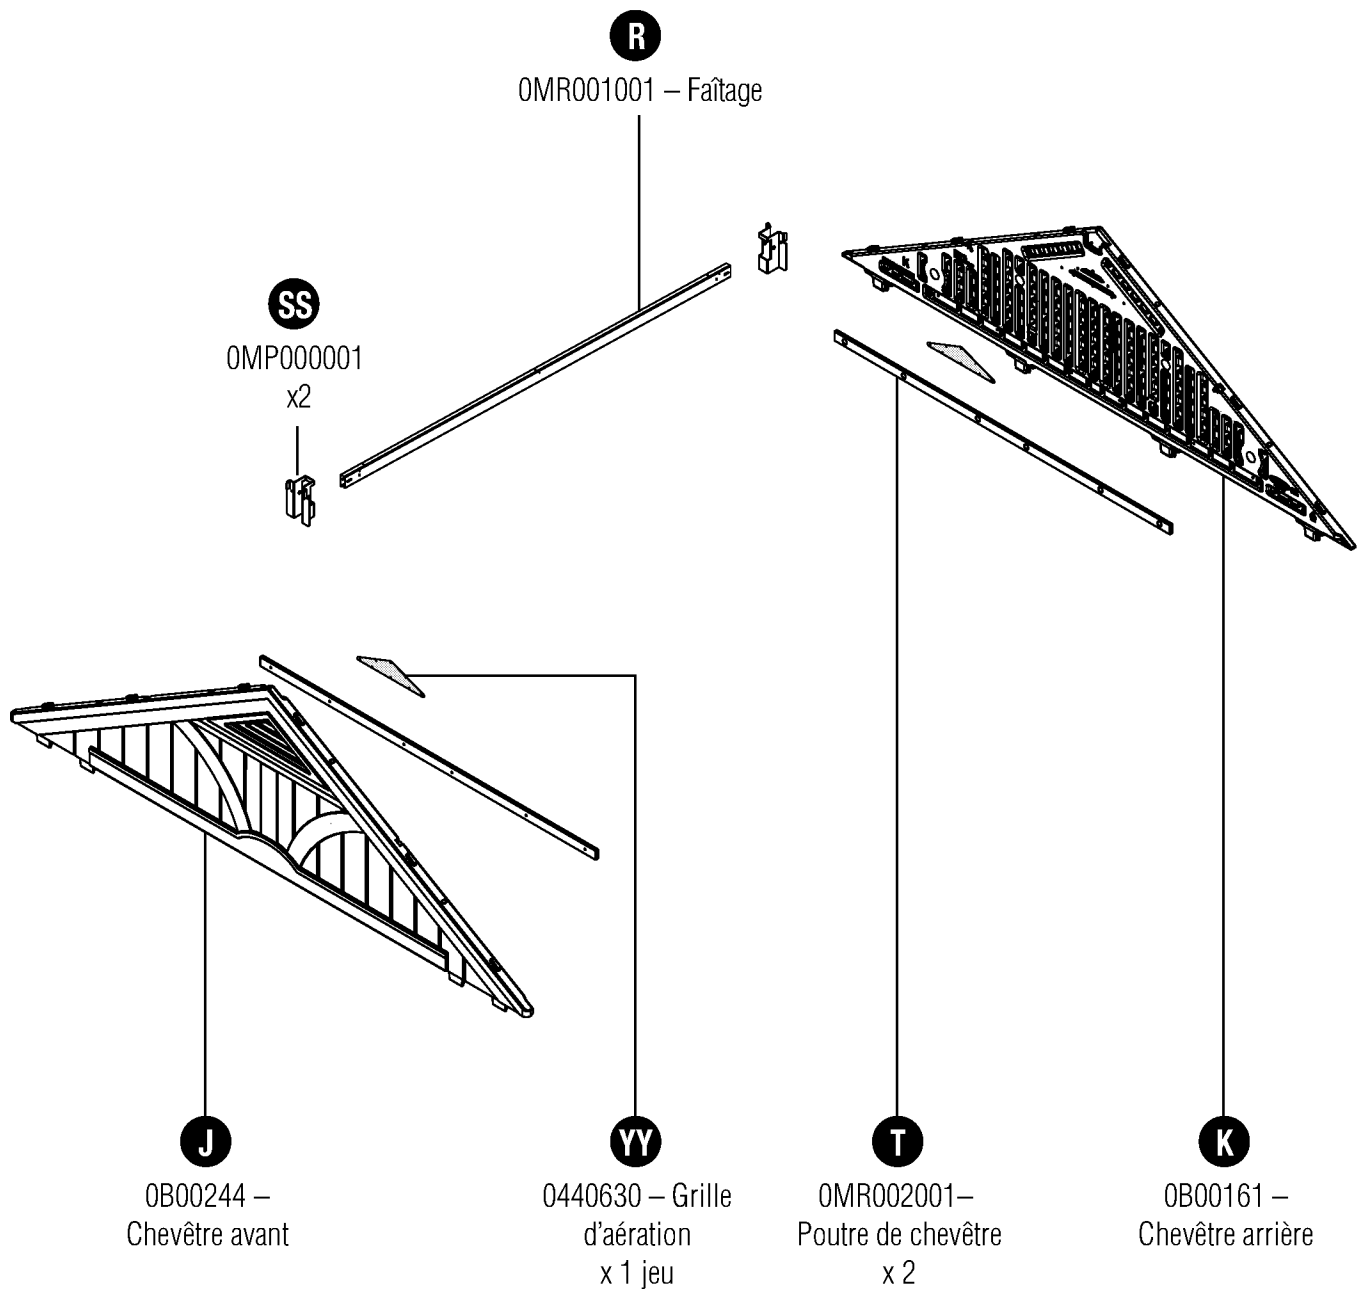 R
0MR001001 – Faîtage
SS
0MP000001
x2
J
0B00244 –
Chevêtre avant
YY
0440630 – Grille
d’aération
x 1 jeu
T
0MR002001–
Poutre de chevêtre
x 2
K
0B00161 –
Chevêtre arrière